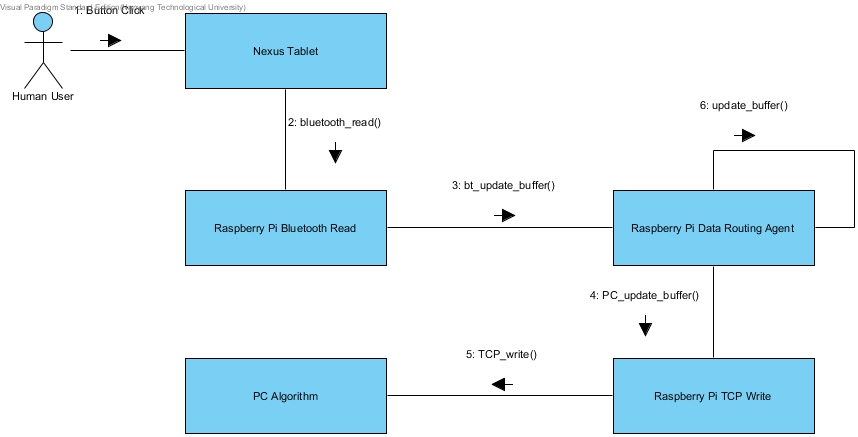 Visual Paradigm Standard Edition(Nanyang Technological University)
1: Button Click
Nexus Tablet
Human User
6: update_buffer()
2: bluetooth_read()
3: bt_update_buffer()
Raspberry Pi Bluetooth Read
Raspberry Pi Data Routing Agent
4: PC_update_buffer()
5: TCP_write()
PC Algorithm
Raspberry Pi TCP Write